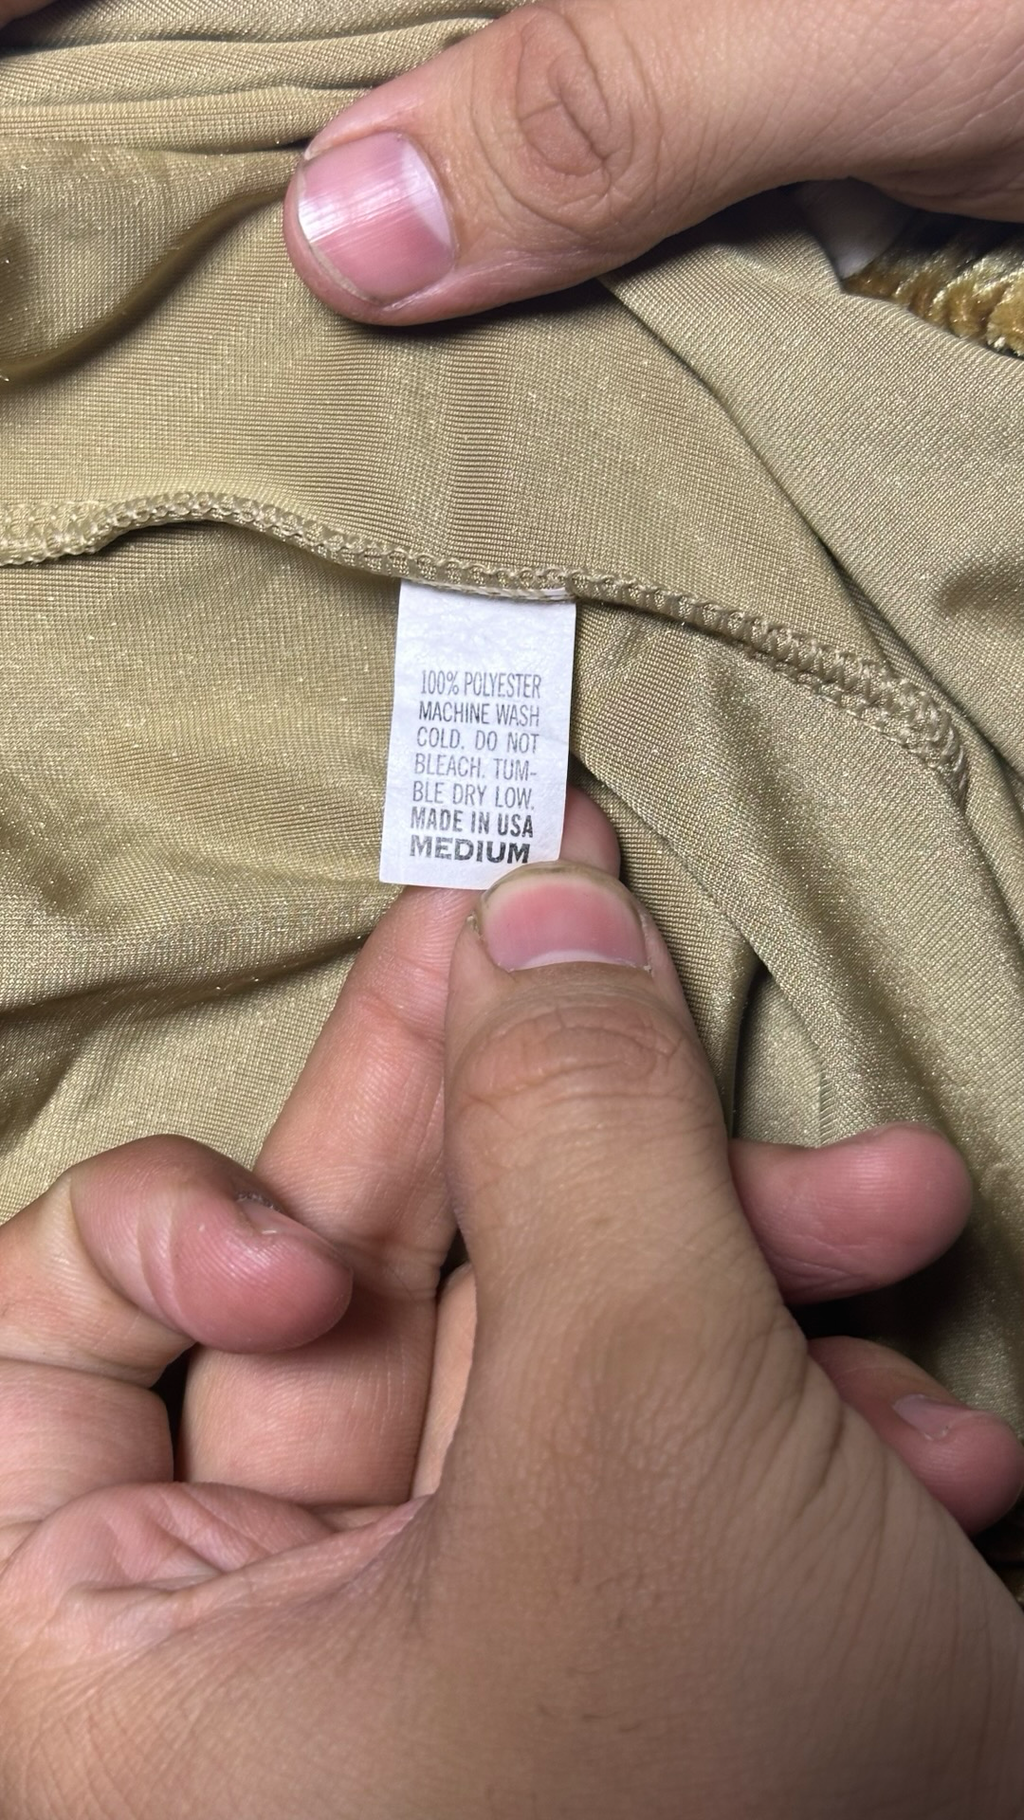 100% POLYESTER
MACHINE WASH
COLD. DO NOT
BLEACH. TUM-
BLE DRY LOW.
MADE IN USA
MEDIUM